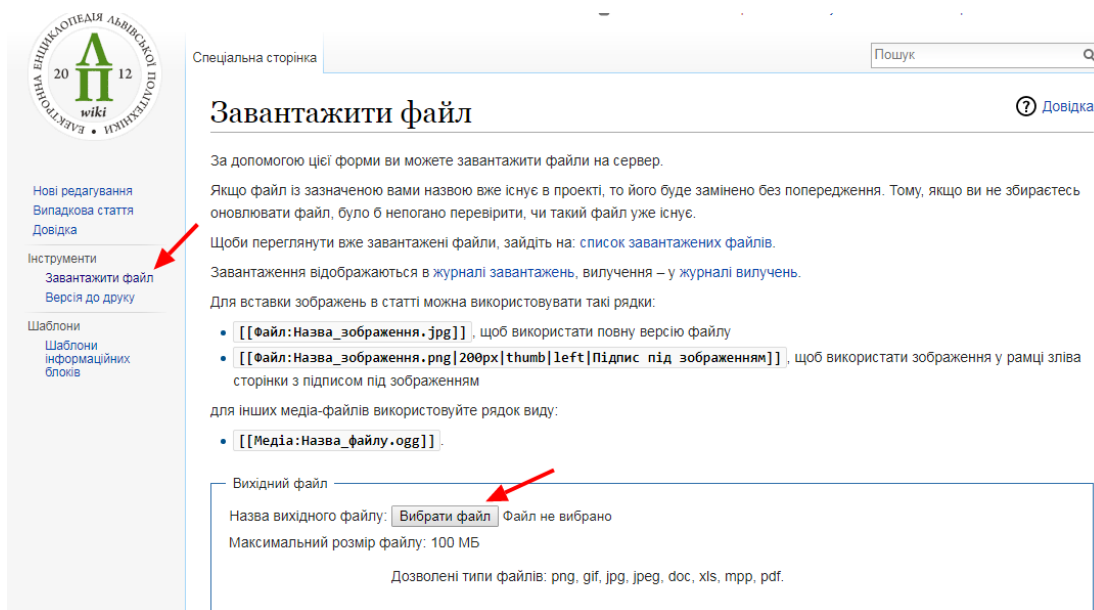 ЕЛЕКТРОННА ЕНЦИКЛОПЕДІЯ ЛЬВІВСЬКОЇ ПОЛІТЕХНІКИ •
20 ЛП 12
wiki
Спеціальна сторінка
Пошук
Завантажити файл
Довідка
За допомогою цієї форми ви можете завантажити файли на сервер.
Якщо файл із зазначеною вами назвою вже існує в проекті, то його буде замінено без попередження. Тому, якщо ви не збираєтесь
оновлювати файл, було б непогано перевірити, чи такий файл уже існує.
Щоби переглянути вже завантажені файли, зайдіть на: список завантажених файлів.
Завантаження відображаються в журналі завантажень, вилучення – у журналі вилучень.
Для вставки зображень в статті можна використовувати такі рядки:
• [[Файл:Назва_зображення.jpg]], щоб використати повну версію файлу
• [[Файл:Назва_зображення.png|200px|thumb|left|Підпис під зображенням]], щоб використати зображення у рамці зліва
сторінки з підписом під зображенням
для інших медіа-файлів використовуйте рядок виду:
• [[Медіа:Назва_файлу.ogg]].
Вихідний файл
Назва вихідного файлу: Вибрати файл Файл не вибрано
Максимальний розмір файлу: 100 МБ
Дозволені типи файлів: png, gif, jpg, jpeg, doc, xls, mpp, pdf.
Нові редагування
Випадкова стаття
Довідка
Інструменти
Завантажити файл
Версія до друку
Шаблони
Шаблони
інформаційних
блоків